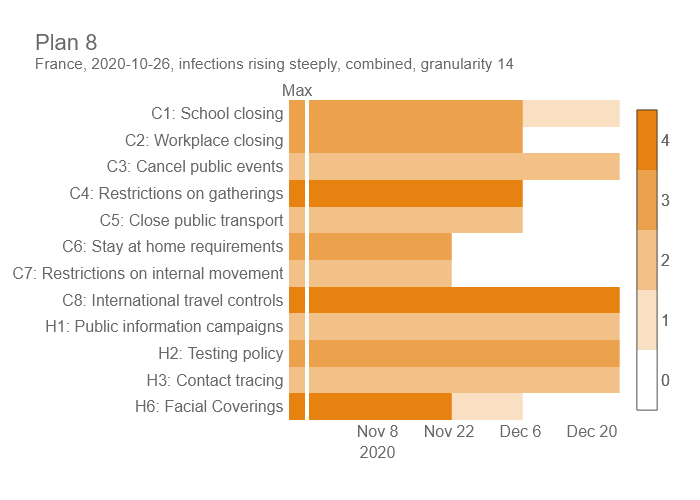 Plan 8
France, 2020-10-26, infections rising steeply, combined, granularity 14
Max
C1: School closing
C2: Workplace closing
C3: Cancel public events
C4: Restrictions on gatherings
C5: Close public transport
C6: Stay at home requirements
C7: Restrictions on internal movement
C8: International travel controls
H1: Public information campaigns
H2: Testing policy
H3: Contact tracing
H6: Facial Coverings
Nov 8 Nov 22 Dec 6 Dec 20
2020
4
3
2
1
0